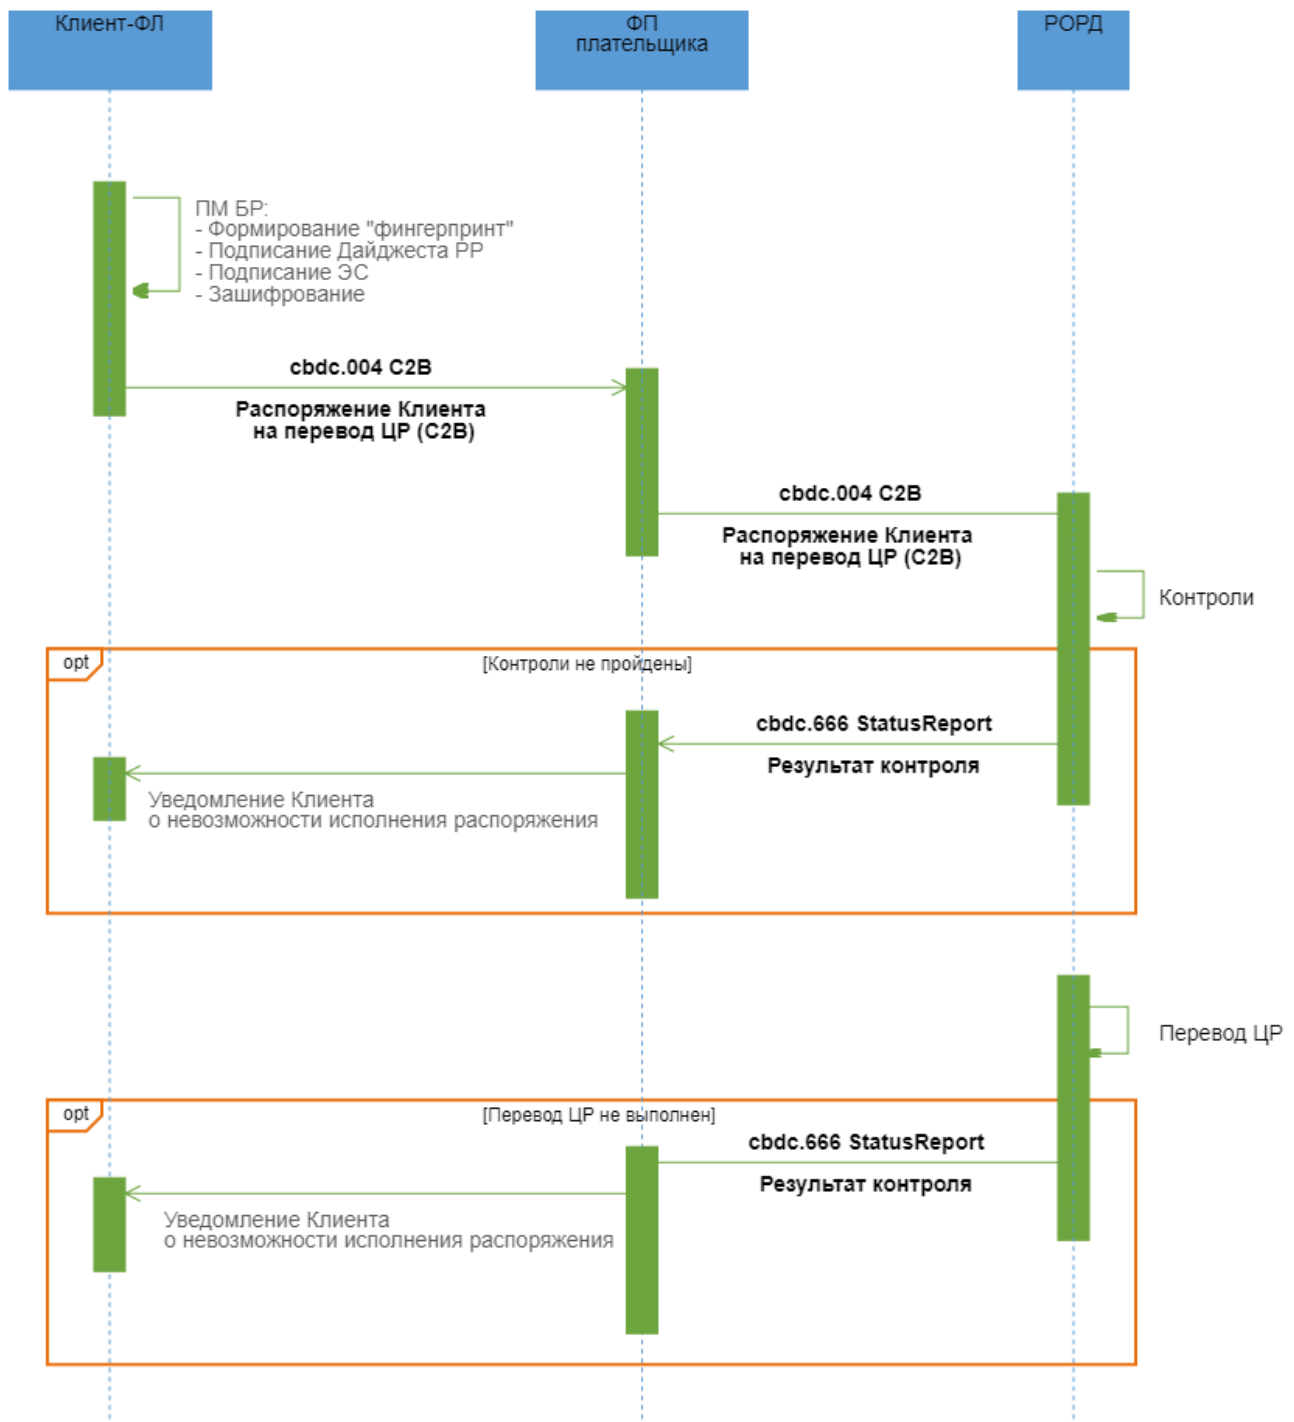 Клиент-ФЛ
ФП
плательщика
РОРД
ПМ БР:
- Формирование "фингерпринт"
- Подписание Дайджеста РР
- Подписание ЭС
- Зашифрование
cbdc.004 C2B
Распоряжение Клиента
на перевод ЦР (C2B)
cbdc.004 C2B
Распоряжение Клиента
на перевод ЦР (C2B)
Контроли
opt
[Контроли не пройдены]
cbdc.666 StatusReport
Результат контроля
Уведомление Клиента
о невозможности исполнения распоряжения
Перевод ЦР
opt
[Перевод ЦР не выполнен]
cbdc.666 StatusReport
Результат контроля
Уведомление Клиента
о невозможности исполнения распоряжения